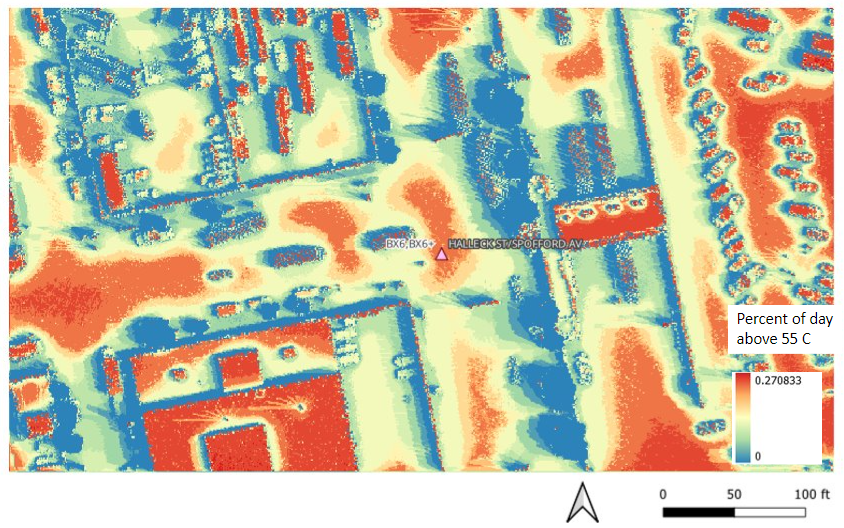 BX6,BX6+ HALLECK ST/SPOFFORD AV
Percent of day
above 55 C
0.270833
0
0 50 100 ft